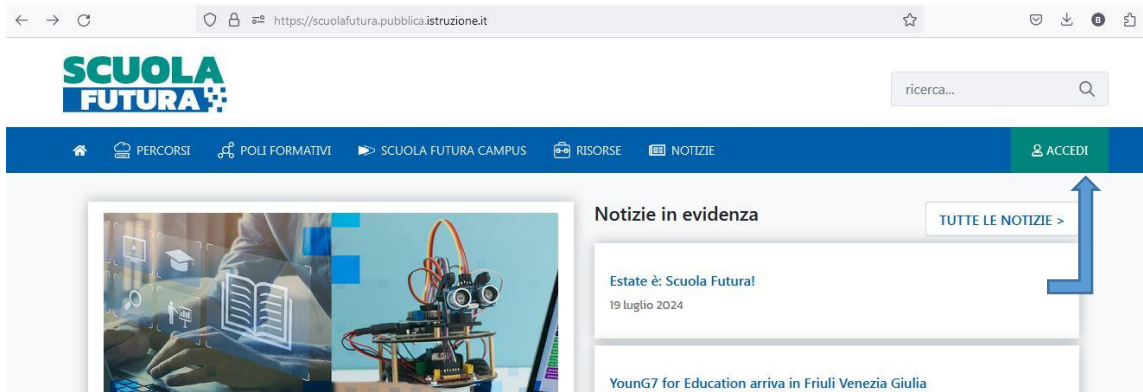 https://scuolafutura.pubblica.istruzione.it
B
SCUOLA
FUTURA
ricerca...
PERCORSI
POLI FORMATIVI
SCUOLA FUTURA CAMPUS
RISORSE
NOTIZIE
ACCEDI
Notizie in evidenza
TUTTE LE NOTIZIE >
Estate è: Scuola Futura!
19 luglio 2024
YounG7 for Education arriva in Friuli Venezia Giulia